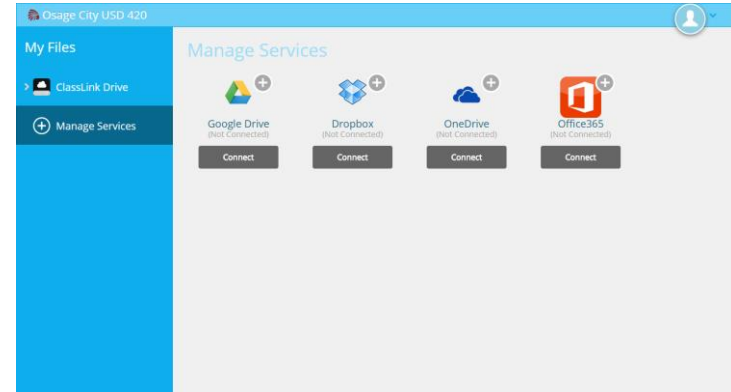 Osage City USD 420
My Files
ClassLink Drive
Manage Services
Manage Services
Google Drive
(Not Connected)
Connect
Dropbox
(Not Connected)
Connect
OneDrive
(Not Connected)
Connect
Office365
(Not Connected)
Connect